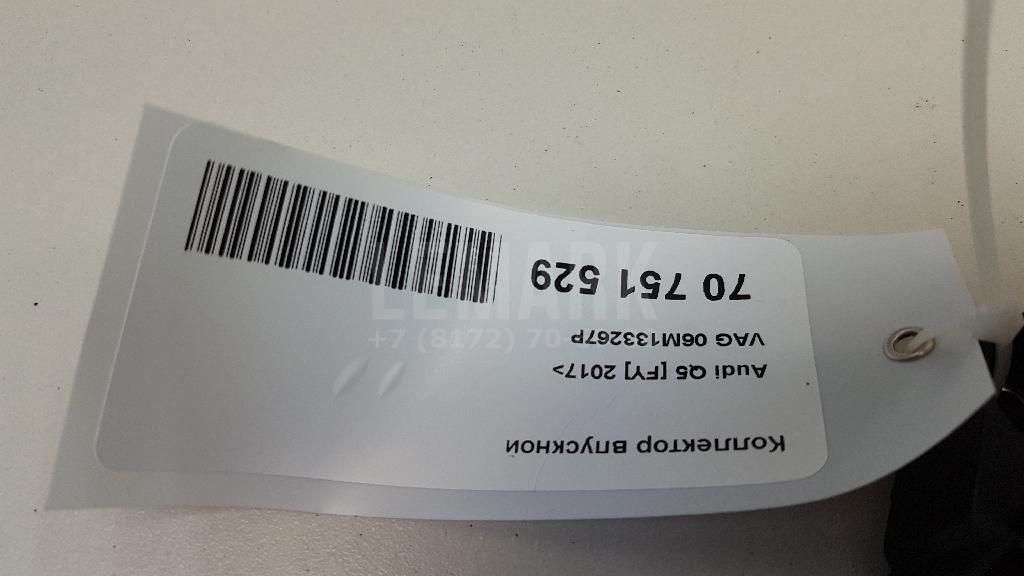 Коллектор впускной
Audi Q5 [FY] 2017>
VAG 06M133267P
70 751 529
LEMARK
+7 (8172) 70